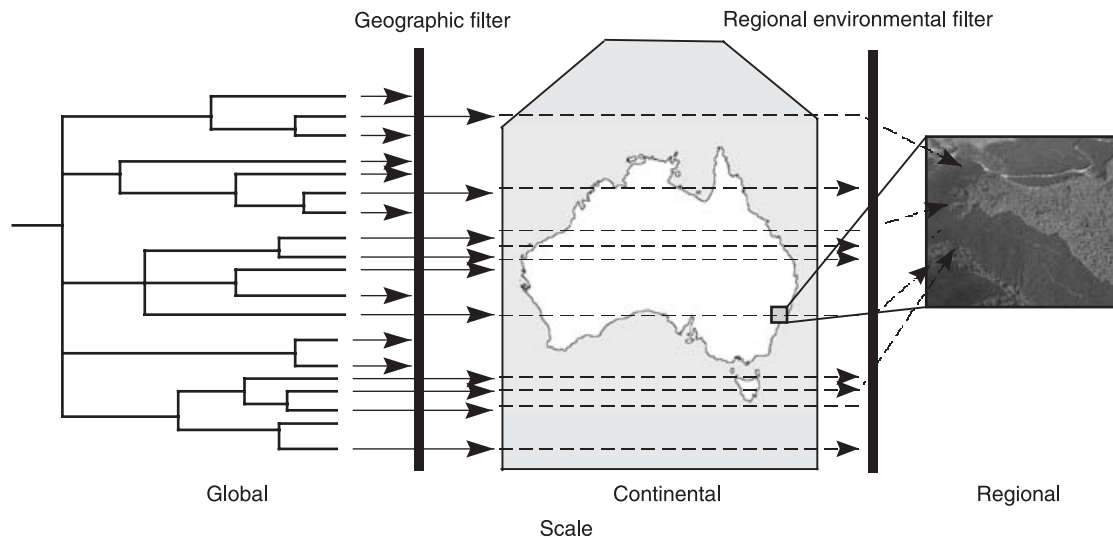 Geographic filter
Regional environmental filter
Global
Continental
Regional
Scale